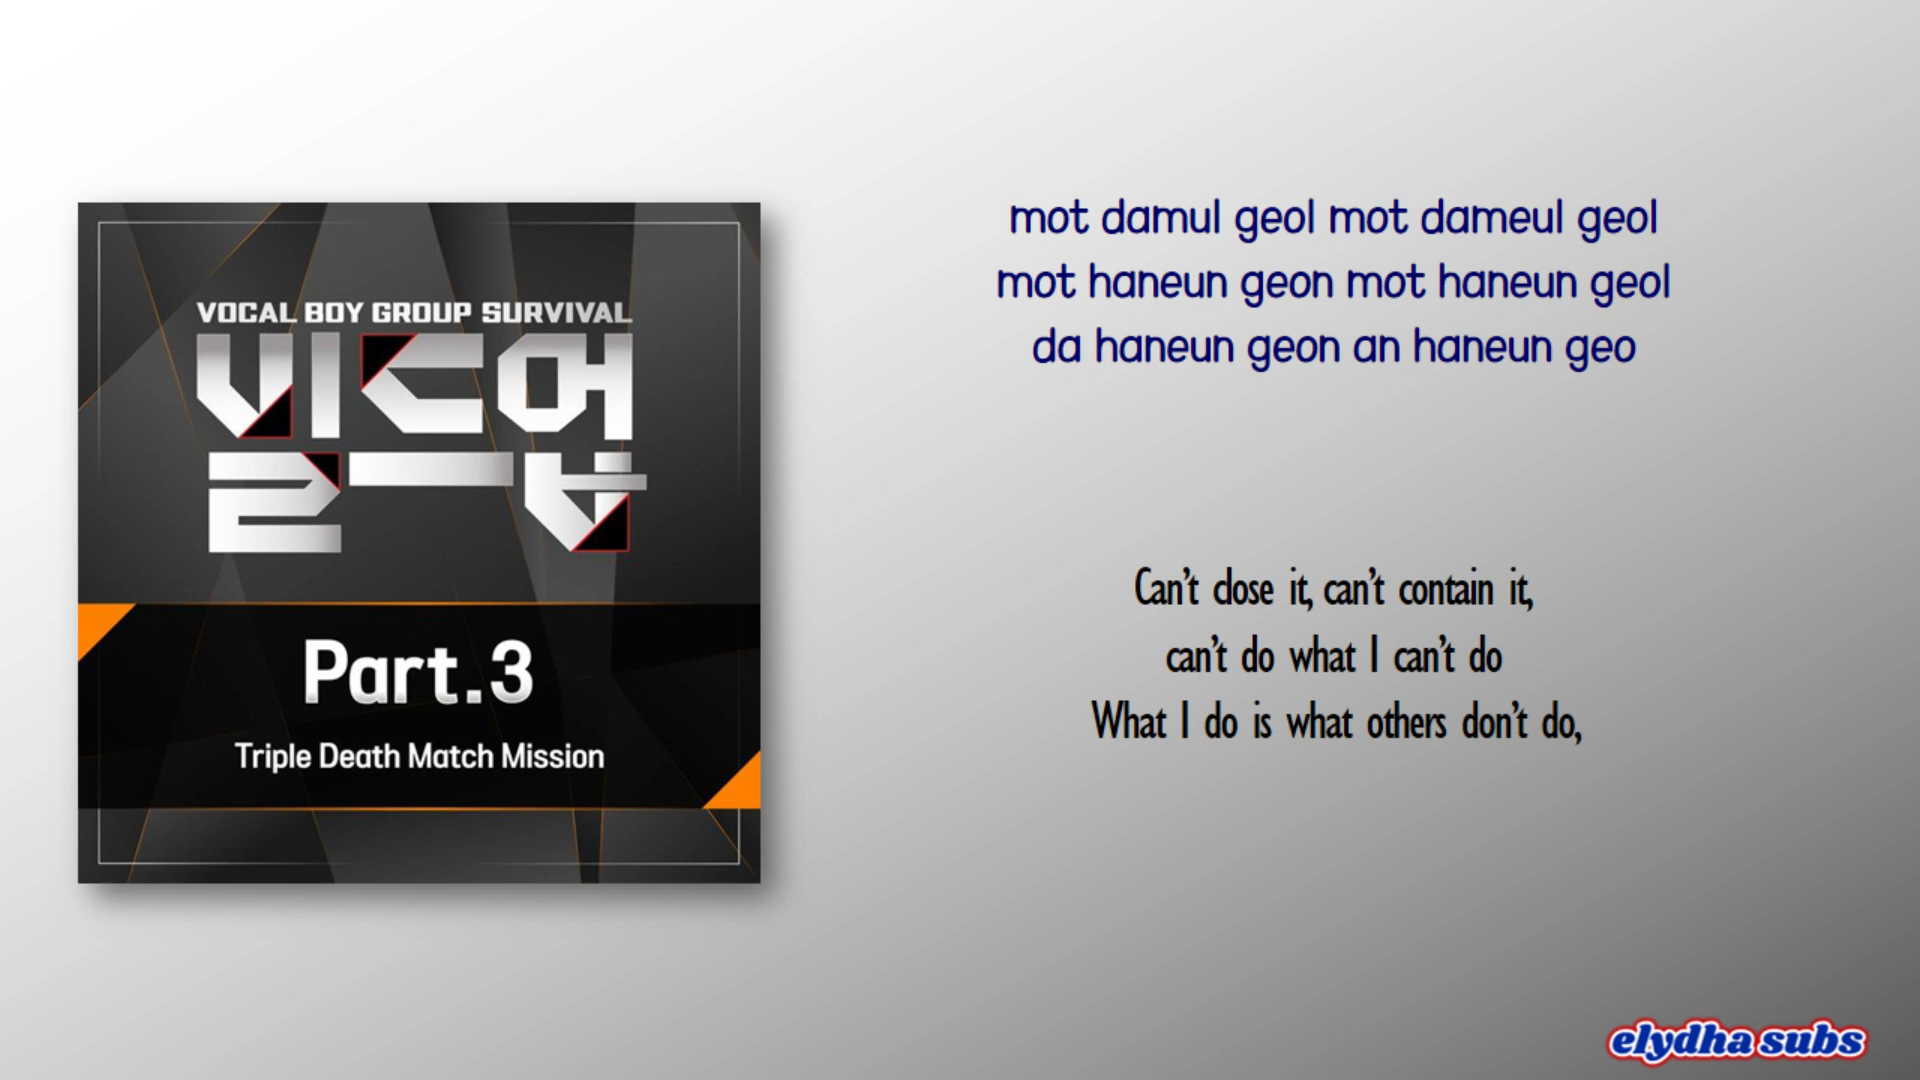 VOCAL BOY GROUP SURVIVAL
빌드업
Part.3
Triple Death Match Mission
mot damul geol mot dameul geol
mot haneun geon mot haneun geol
da haneun geon an haneun geo
Can't close it, can't contain it,
can't do what I can't do
What I do is what others don't do,
elydha subs